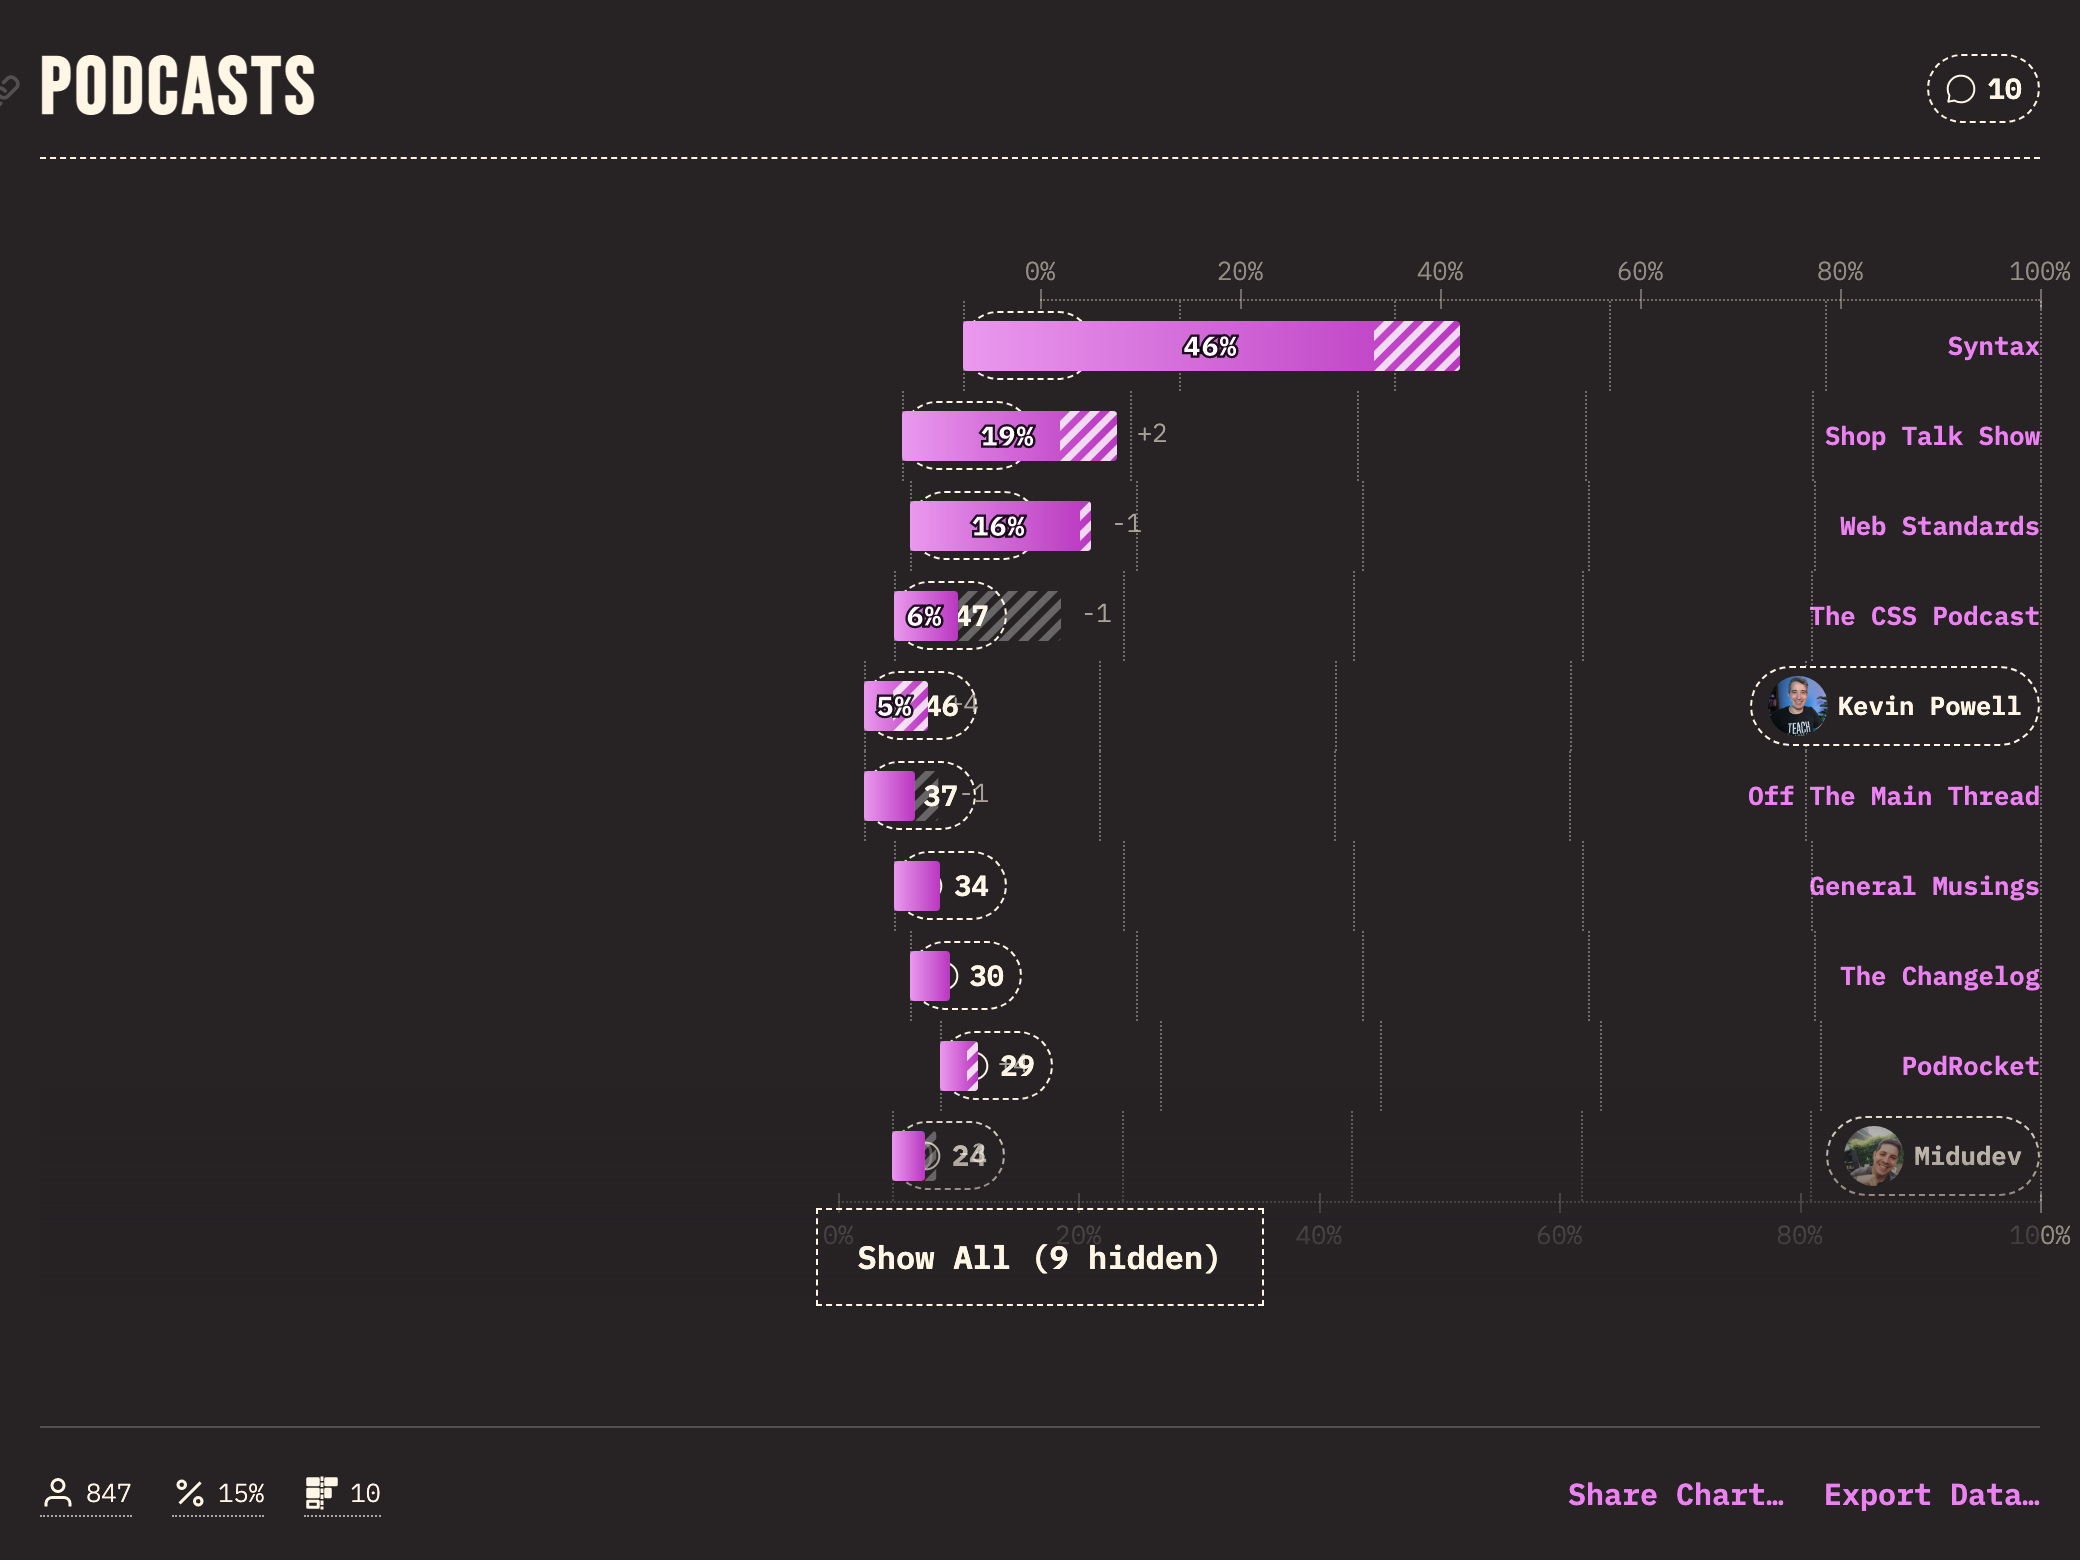 PODCASTS
10
0% 20% 40% 60% 80% 100%
46% Syntax
19% +2 Shop Talk Show
16% -1 Web Standards
6% 47 -1 The CSS Podcast
5% 46 +4 Kevin Powell
37 -1 Off The Main Thread
34 General Musings
30 The Changelog
29 PodRocket
24 Midudev
0% 20% 40% 60% 80% 100%
Show All (9 hidden)
847 15% 10
Share Chart… Export Data…